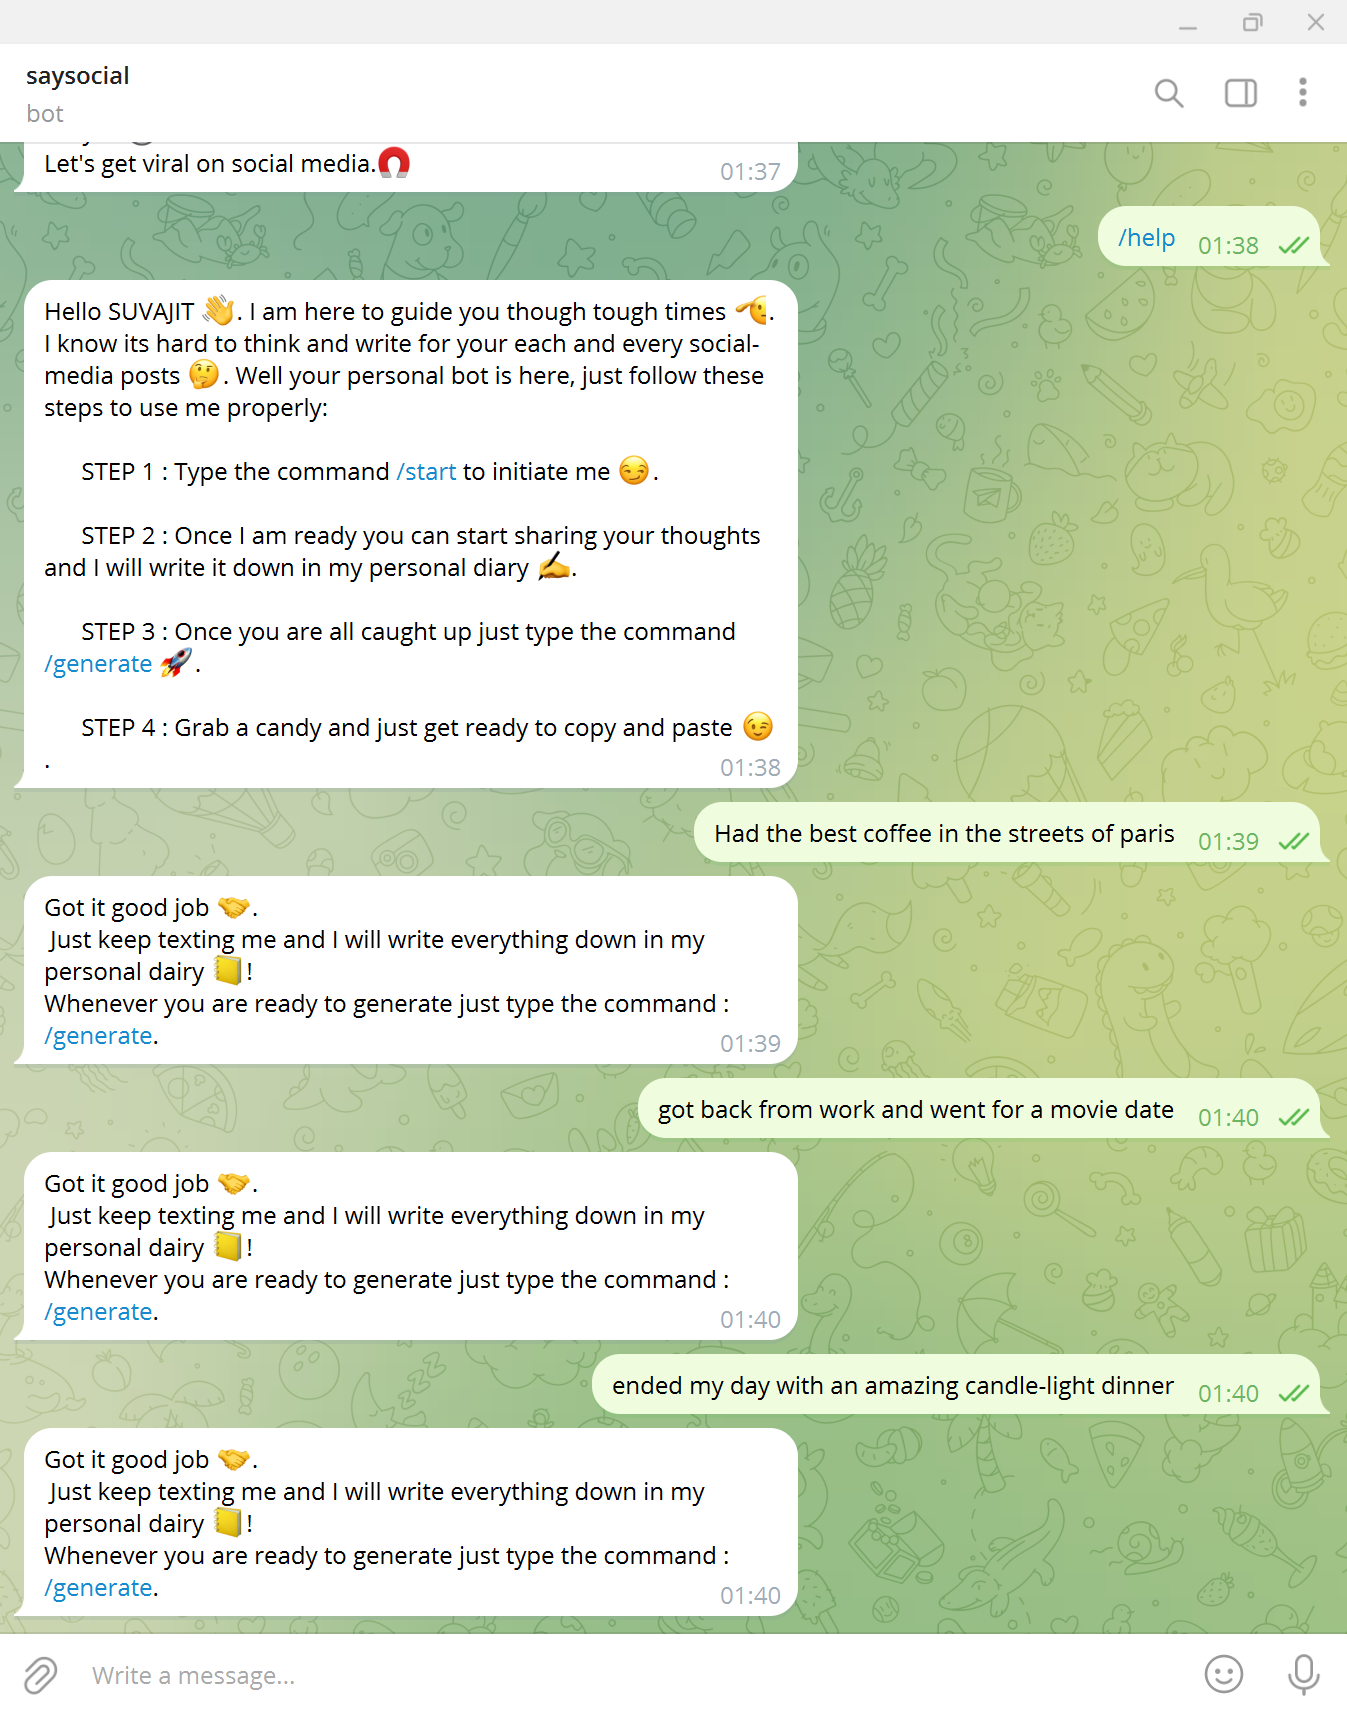 saysocial
bot
Let's get viral on social media.🧲
01:37
/help 01:38
Hello SUVAJIT 👋. I am here to guide you though tough times 🫡.
I know its hard to think and write for your each and every social-
media posts 🤔. Well your personal bot is here, just follow these
steps to use me properly:
STEP 1 : Type the command /start to initiate me 😏.
STEP 2 : Once I am ready you can start sharing your thoughts
and I will write it down in my personal diary ✍️.
STEP 3 : Once you are all caught up just type the command
/generate 🚀.
STEP 4 : Grab a candy and just get ready to copy and paste 😉
.
01:38
Had the best coffee in the streets of paris 01:39
Got it good job 🤝.
Just keep texting me and I will write everything down in my
personal dairy 📒!
Whenever you are ready to generate just type the command :
/generate.
01:39
got back from work and went for a movie date 01:40
Got it good job 🤝.
Just keep texting me and I will write everything down in my
personal dairy 📒!
Whenever you are ready to generate just type the command :
/generate.
01:40
ended my day with an amazing candle-light dinner 01:40
Got it good job 🤝.
Just keep texting me and I will write everything down in my
personal dairy 📒!
Whenever you are ready to generate just type the command :
/generate.
01:40
Write a message...